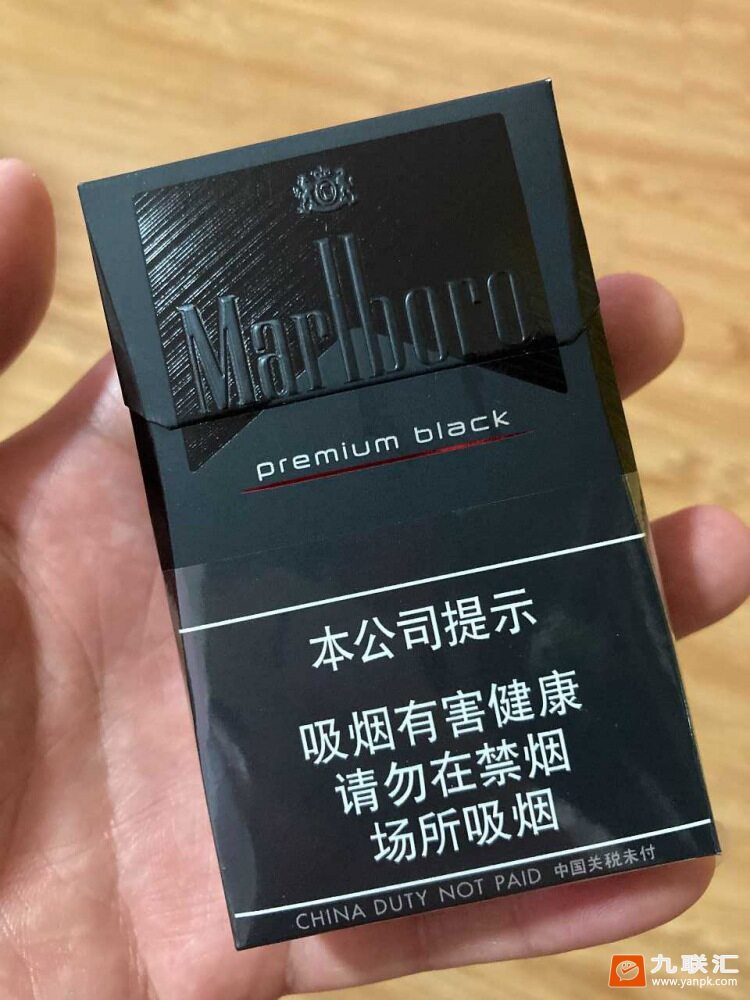 Marlboro
premium black
本公司提示
吸烟有害健康
请勿在禁烟
场所吸烟
CHINA DUTY NOT PAID 中国关税未付
九联汇
www.yanpk.com